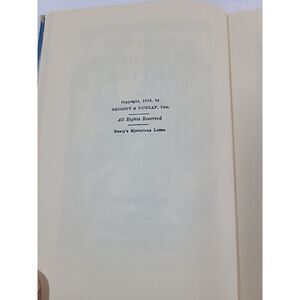 Copyright, 1932, by
GROSSET & DUNLAP, Inc.
All Rights Reserved
Nancy's Mysterious Letter